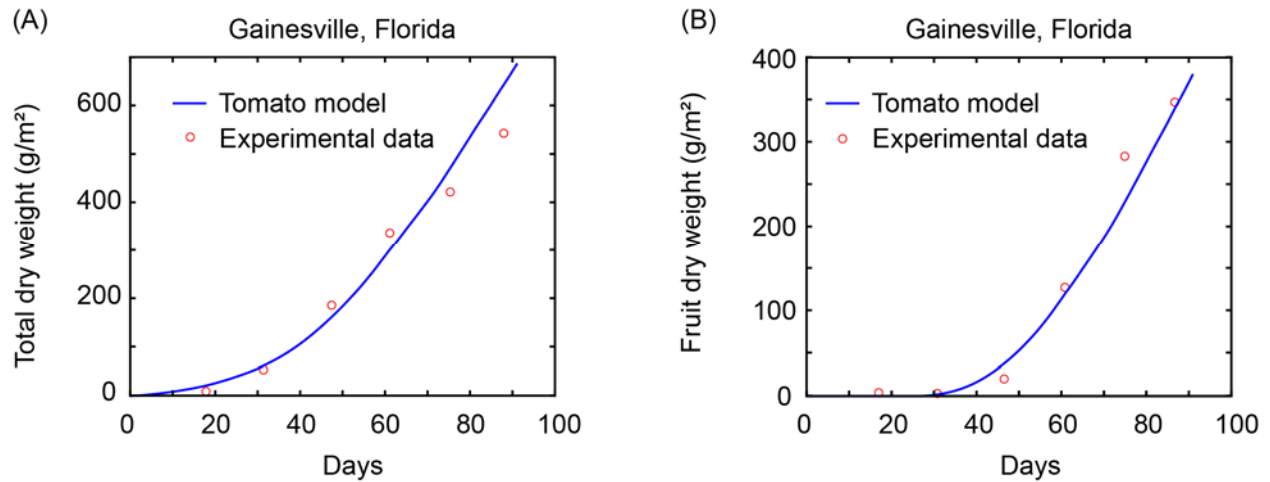 (A)
Gainesville, Florida
Total dry weight (g/m²)
600
400
200
0
Tomato model
Experimental data
0 20 40 60 80 100
Days
(B)
Gainesville, Florida
Fruit dry weight (g/m²)
400
300
200
100
0
Tomato model
Experimental data
0 20 40 60 80 100
Days